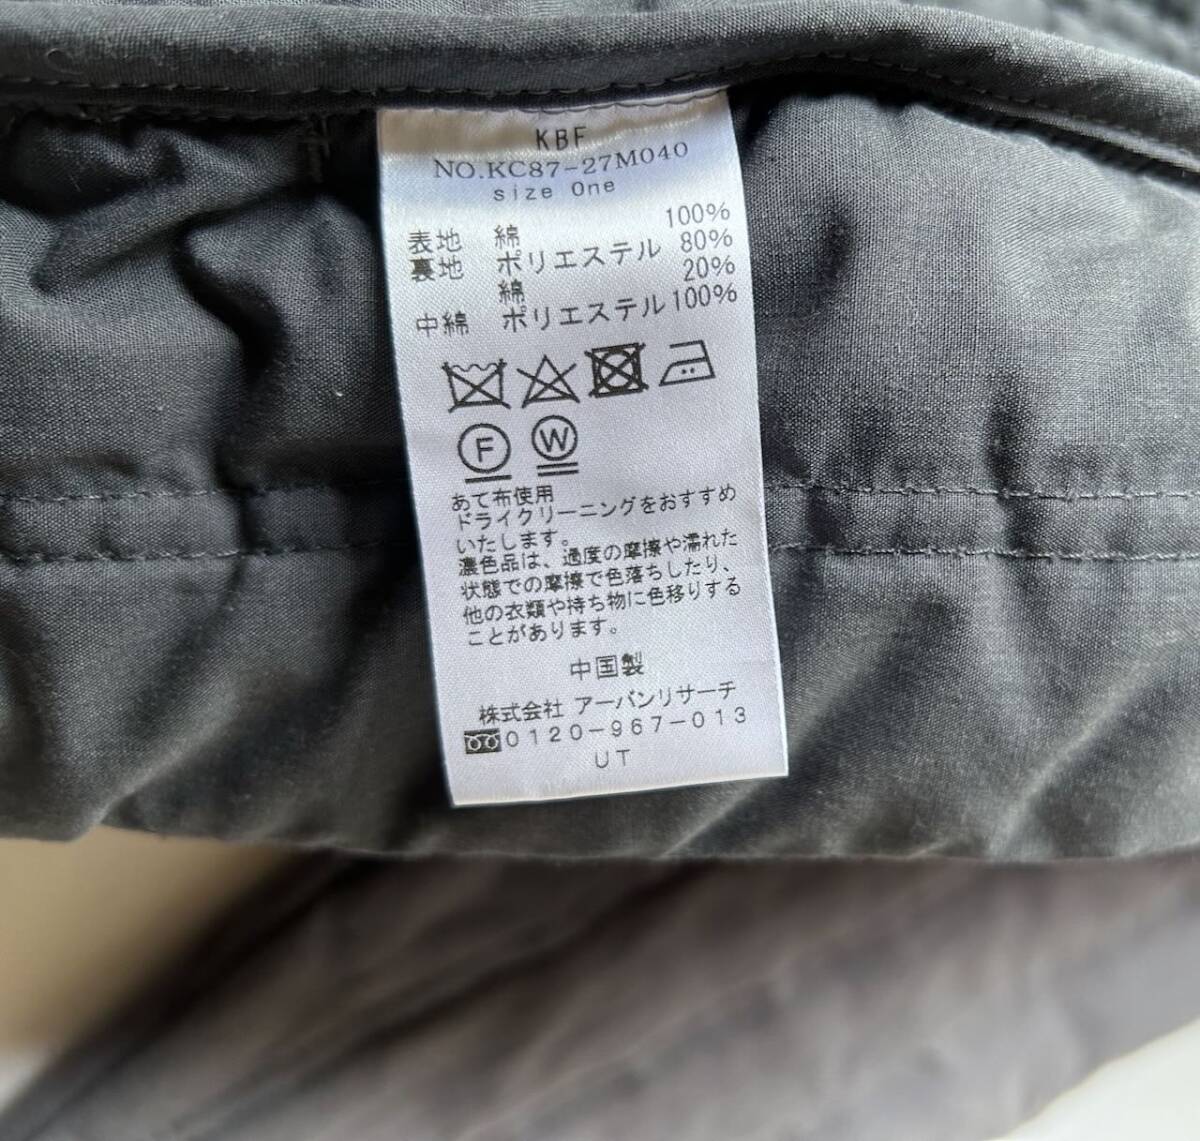 KBF
NO.KC87-27M040
size One
表地 綿 100%
裏地 ポリエステル 80%
綿 20%
中綿 ポリエステル 100%
F W
あて布使用
ドライクリーニングをおすすめ
いたします。
濃色品は、過度の摩擦や濡れた
状態での摩擦で色落ちしたり、
他の衣類や持ち物に色移りする
ことがあります。
中国製
株式会社 アーバンリサーチ
0120-967-013
UT